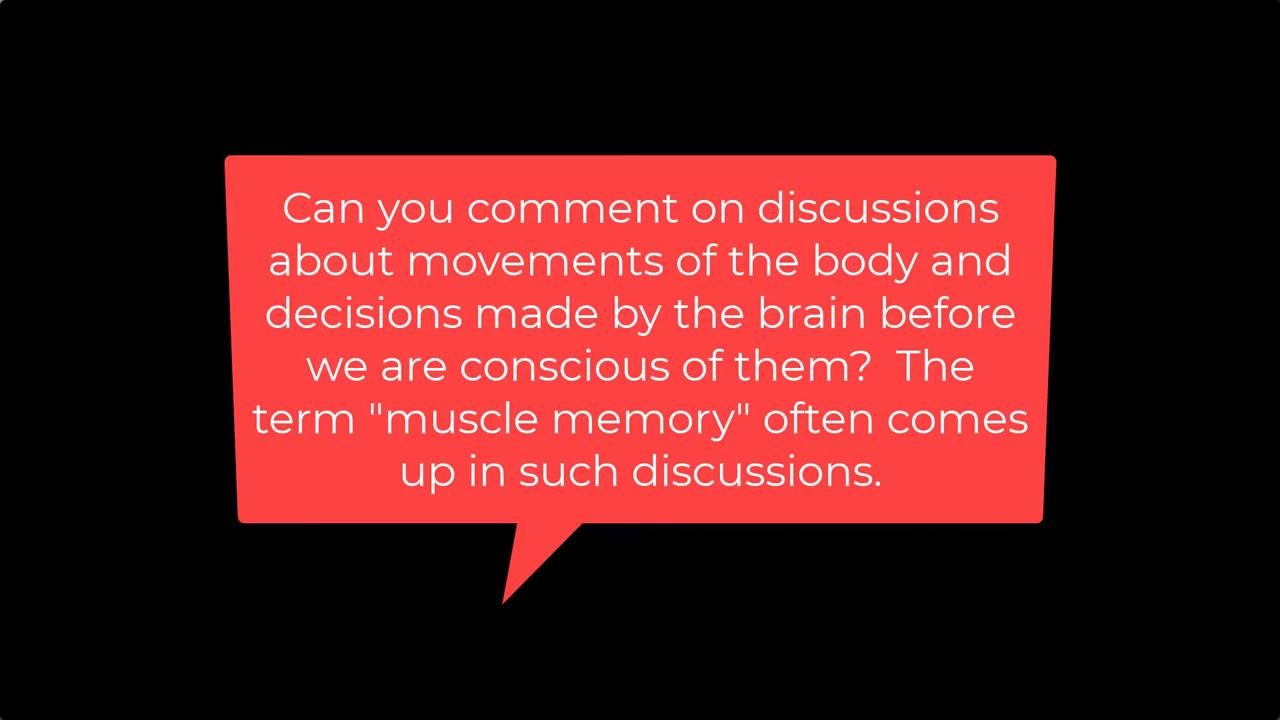 Can you comment on discussions
about movements of the body and
decisions made by the brain before
we are conscious of them?  The
term "muscle memory" often comes
up in such discussions.